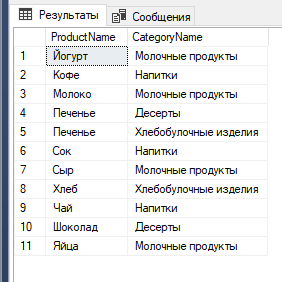 Результаты Сообщения
ProductName CategoryName
1 Йогурт Молочные продукты
2 Кофе Напитки
3 Молоко Молочные продукты
4 Печенье Десерты
5 Печенье Хлебобулочные изделия
6 Сок Напитки
7 Сыр Молочные продукты
8 Хлеб Хлебобулочные изделия
9 Чай Напитки
10 Шоколад Десерты
11 Яйца Молочные продукты